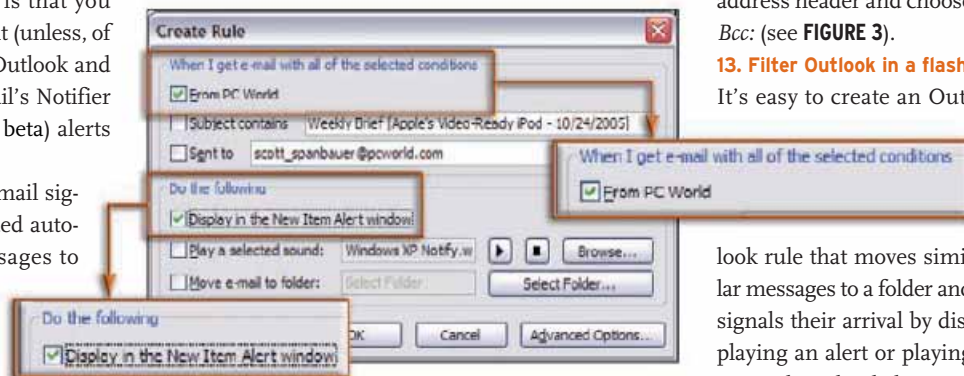 is that you
t (unless, of
Outlook and
il's Notifier
beta) alerts
mail sig-
ed auto-
sages to
Create Rule
When I get e-mail with all of the selected conditions
From PC World
Subject contains Weekly Brief [Apple's Video-Ready iPod - 10/24/2005]
Sent to scott_spanbauer@pcworld.com
Do the following
Display in the New Item Alert window
Play a selected sound: Windows XP Notify.w Browse...
Move e-mail to folder: Select Folder Select Folder...
OK Cancel Advanced Options...
Do the following
Display in the New Item Alert window
When I get e-mail with all of the selected conditions
From PC World
address header and choose
Bcc: (see FIGURE 3).
13. Filter Outlook in a flash
It's easy to create an Out-
look rule that moves simi-
lar messages to a folder and
signals their arrival by dis-
playing an alert or playing